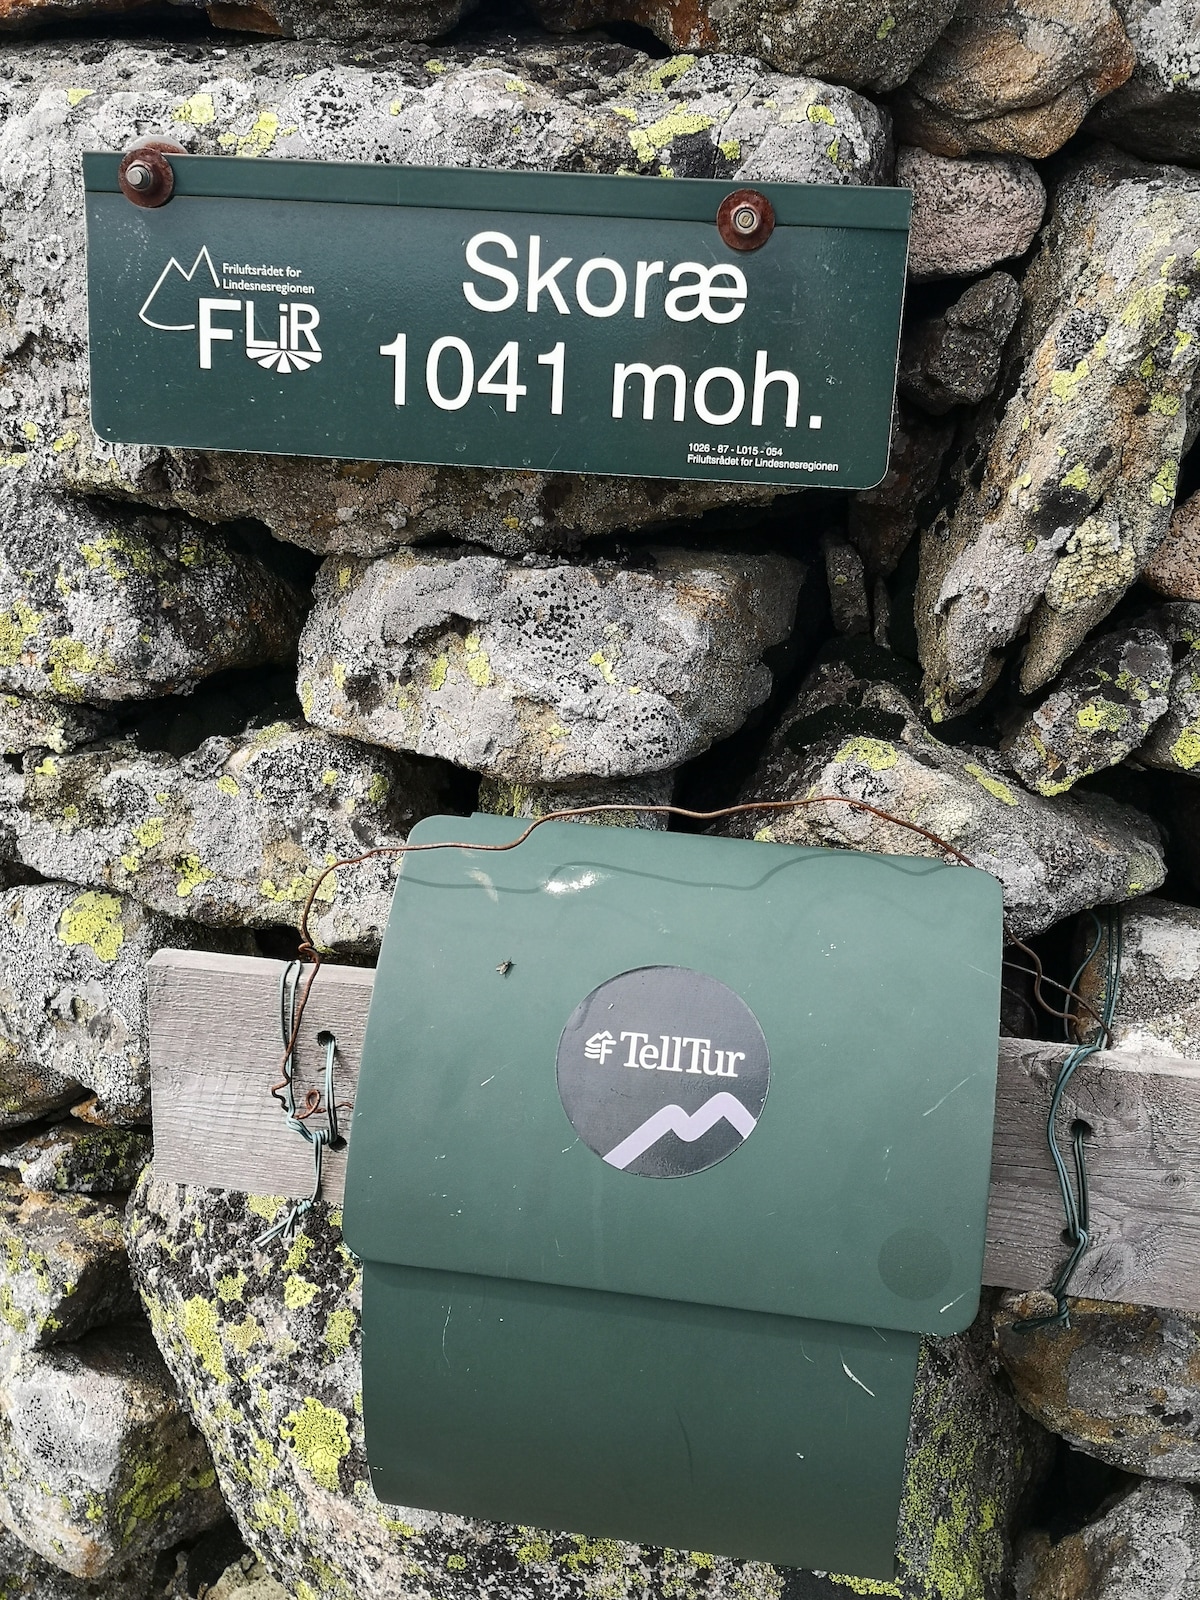 Friluftsrådet for
Lindesnesregionen
FLiR
Skoræ
1041 moh.
1026 - 87 - L015 - 054
Friluftsrådet for Lindesnesregionen
TellTur